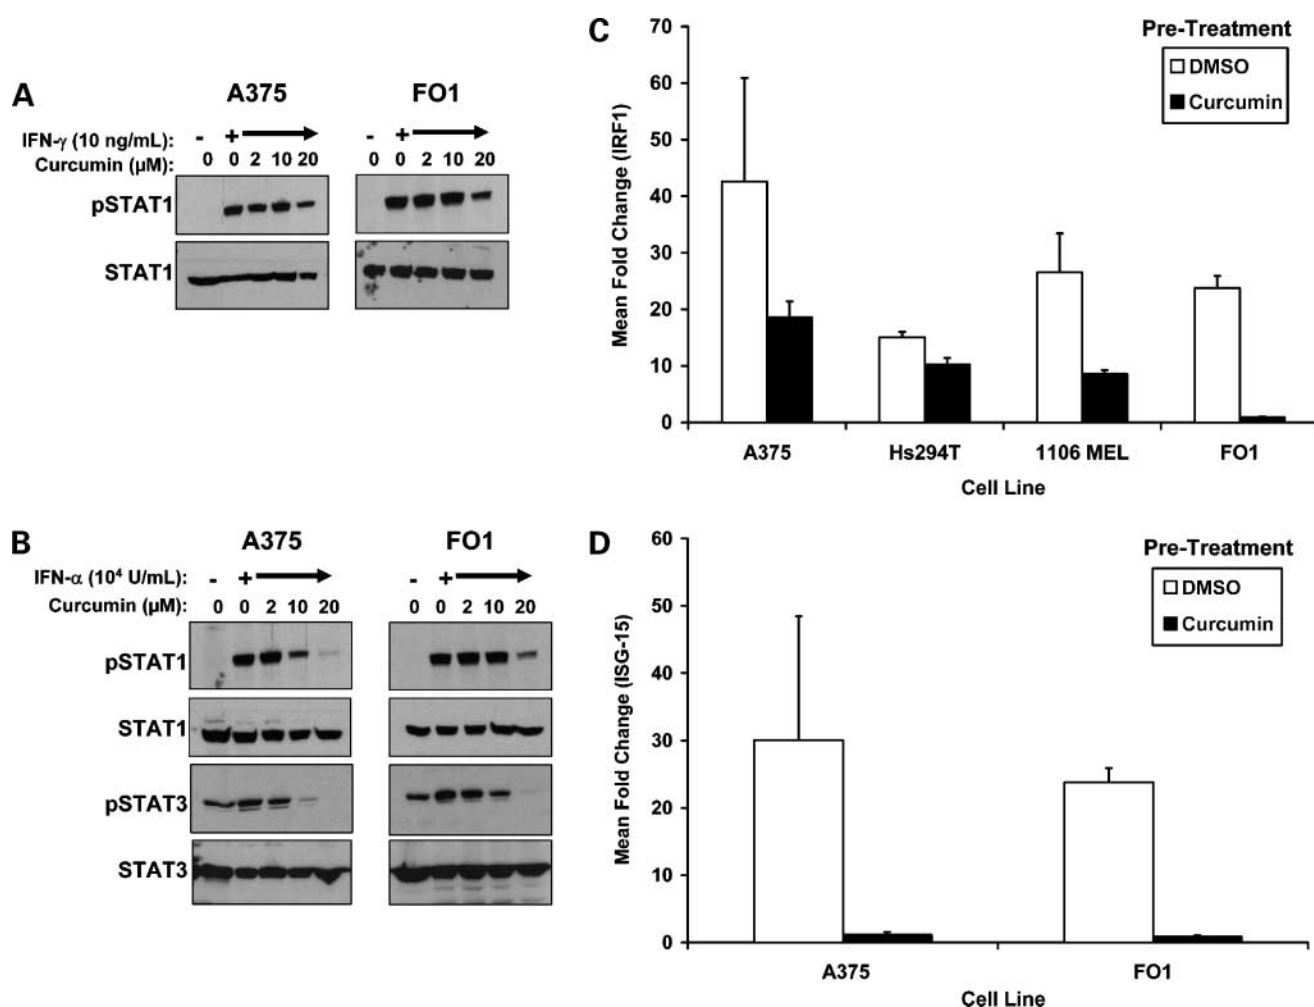 A
A375
FO1
IFN-γ (10 ng/mL): - + - +
Curcumin (µM): 0 0 2 10 20 0 0 2 10 20
pSTAT1
STAT1
B
A375
FO1
IFN-α (10⁴ U/mL): - + - +
Curcumin (µM): 0 0 2 10 20 0 0 2 10 20
pSTAT1
STAT1
pSTAT3
STAT3
C
Pre-Treatment
DMSO
Curcumin
Mean Fold Change (IRF1)
70
60
50
40
30
20
10
0
A375 Hs294T 1106 MEL FO1
Cell Line
D
Pre-Treatment
DMSO
Curcumin
Mean Fold Change (ISG-15)
60
50
40
30
20
10
0
A375 FO1
Cell Line